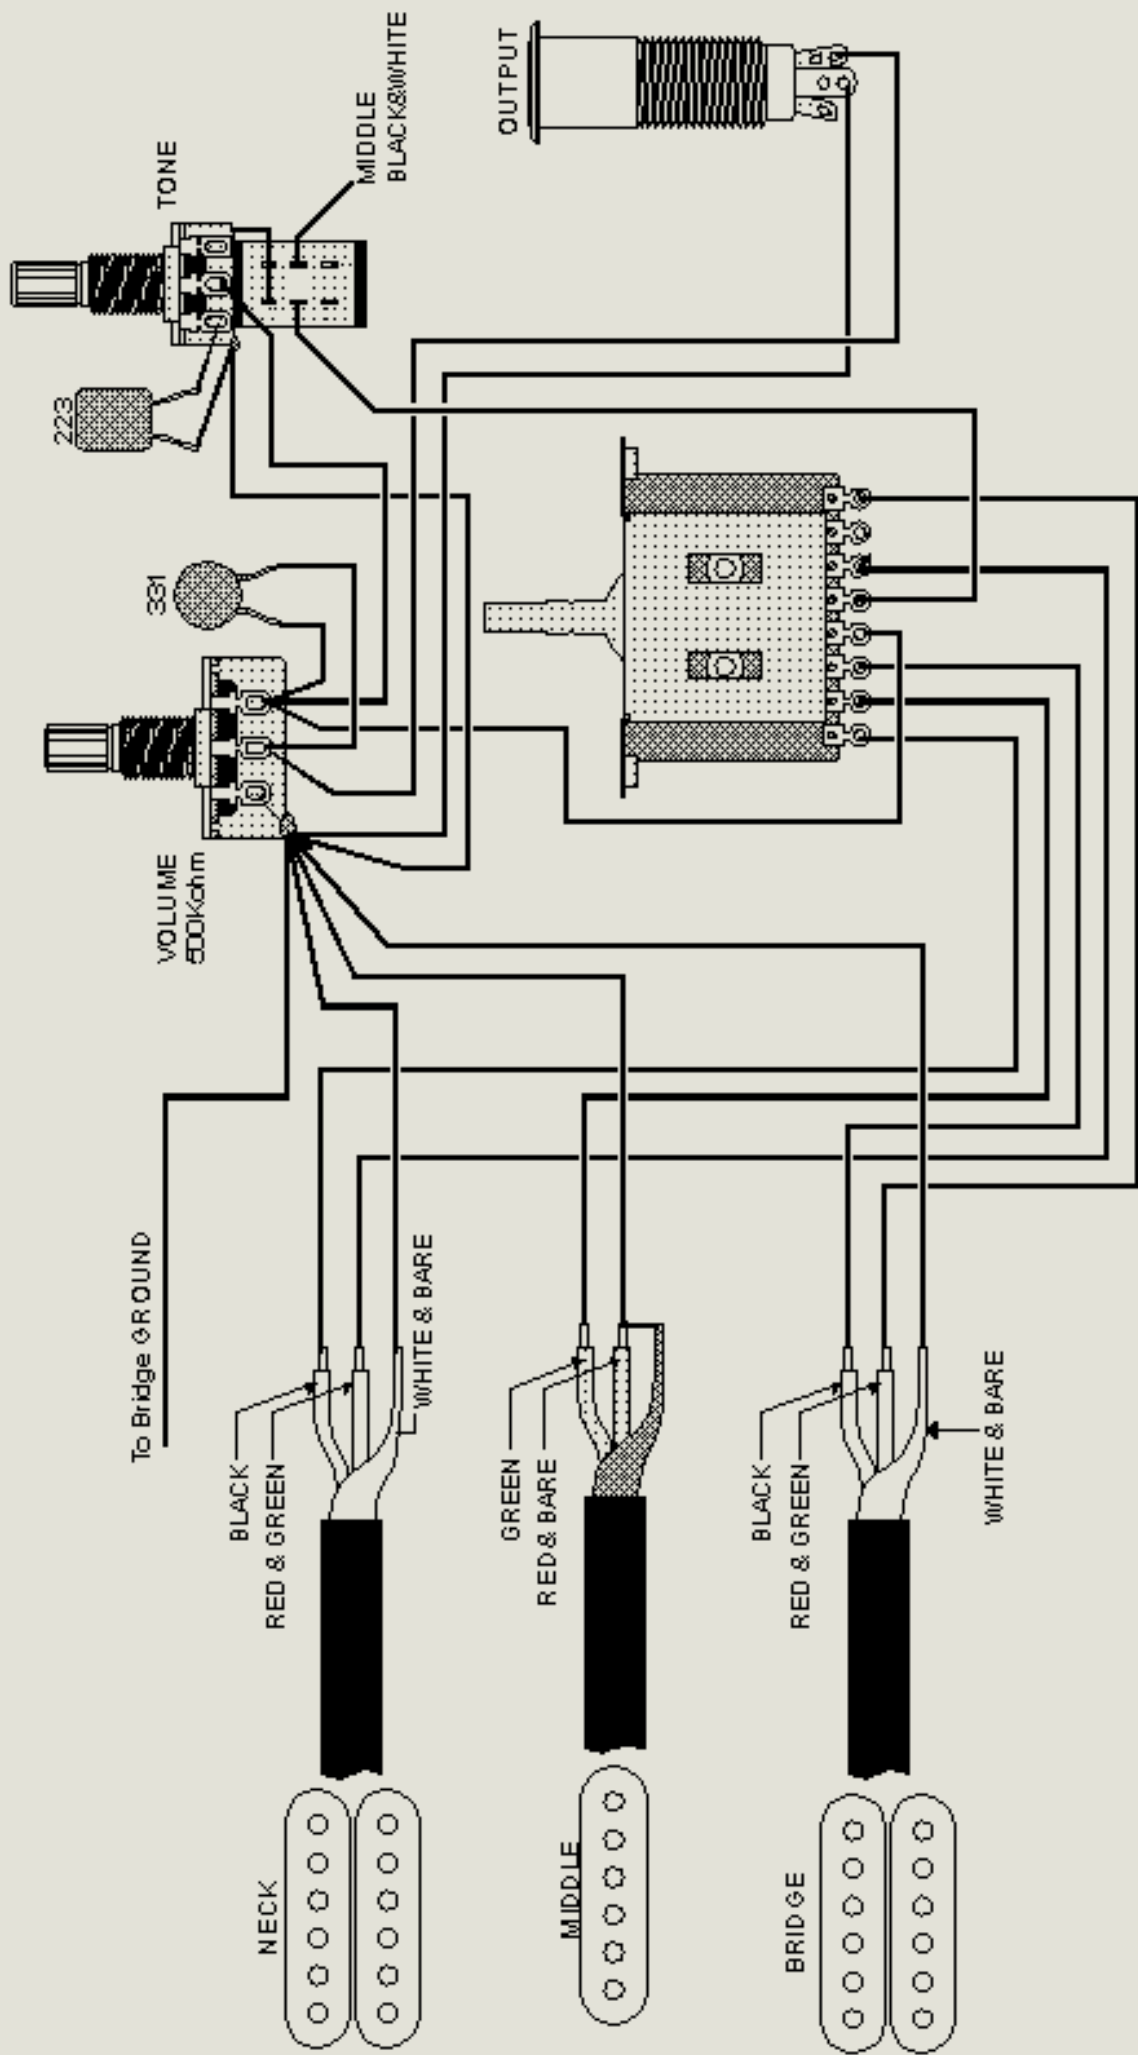 TONE
MIDDLE
BLACK&WHITE
OUTPUT
223
331
VOLUME
500Kohm
To Bridge GROUND
BLACK
RED & GREEN
WHITE & BARE
NECK
GREEN
RED & BARE
MIDDLE
BLACK
RED & GREEN
WHITE & BARE
BRIDGE